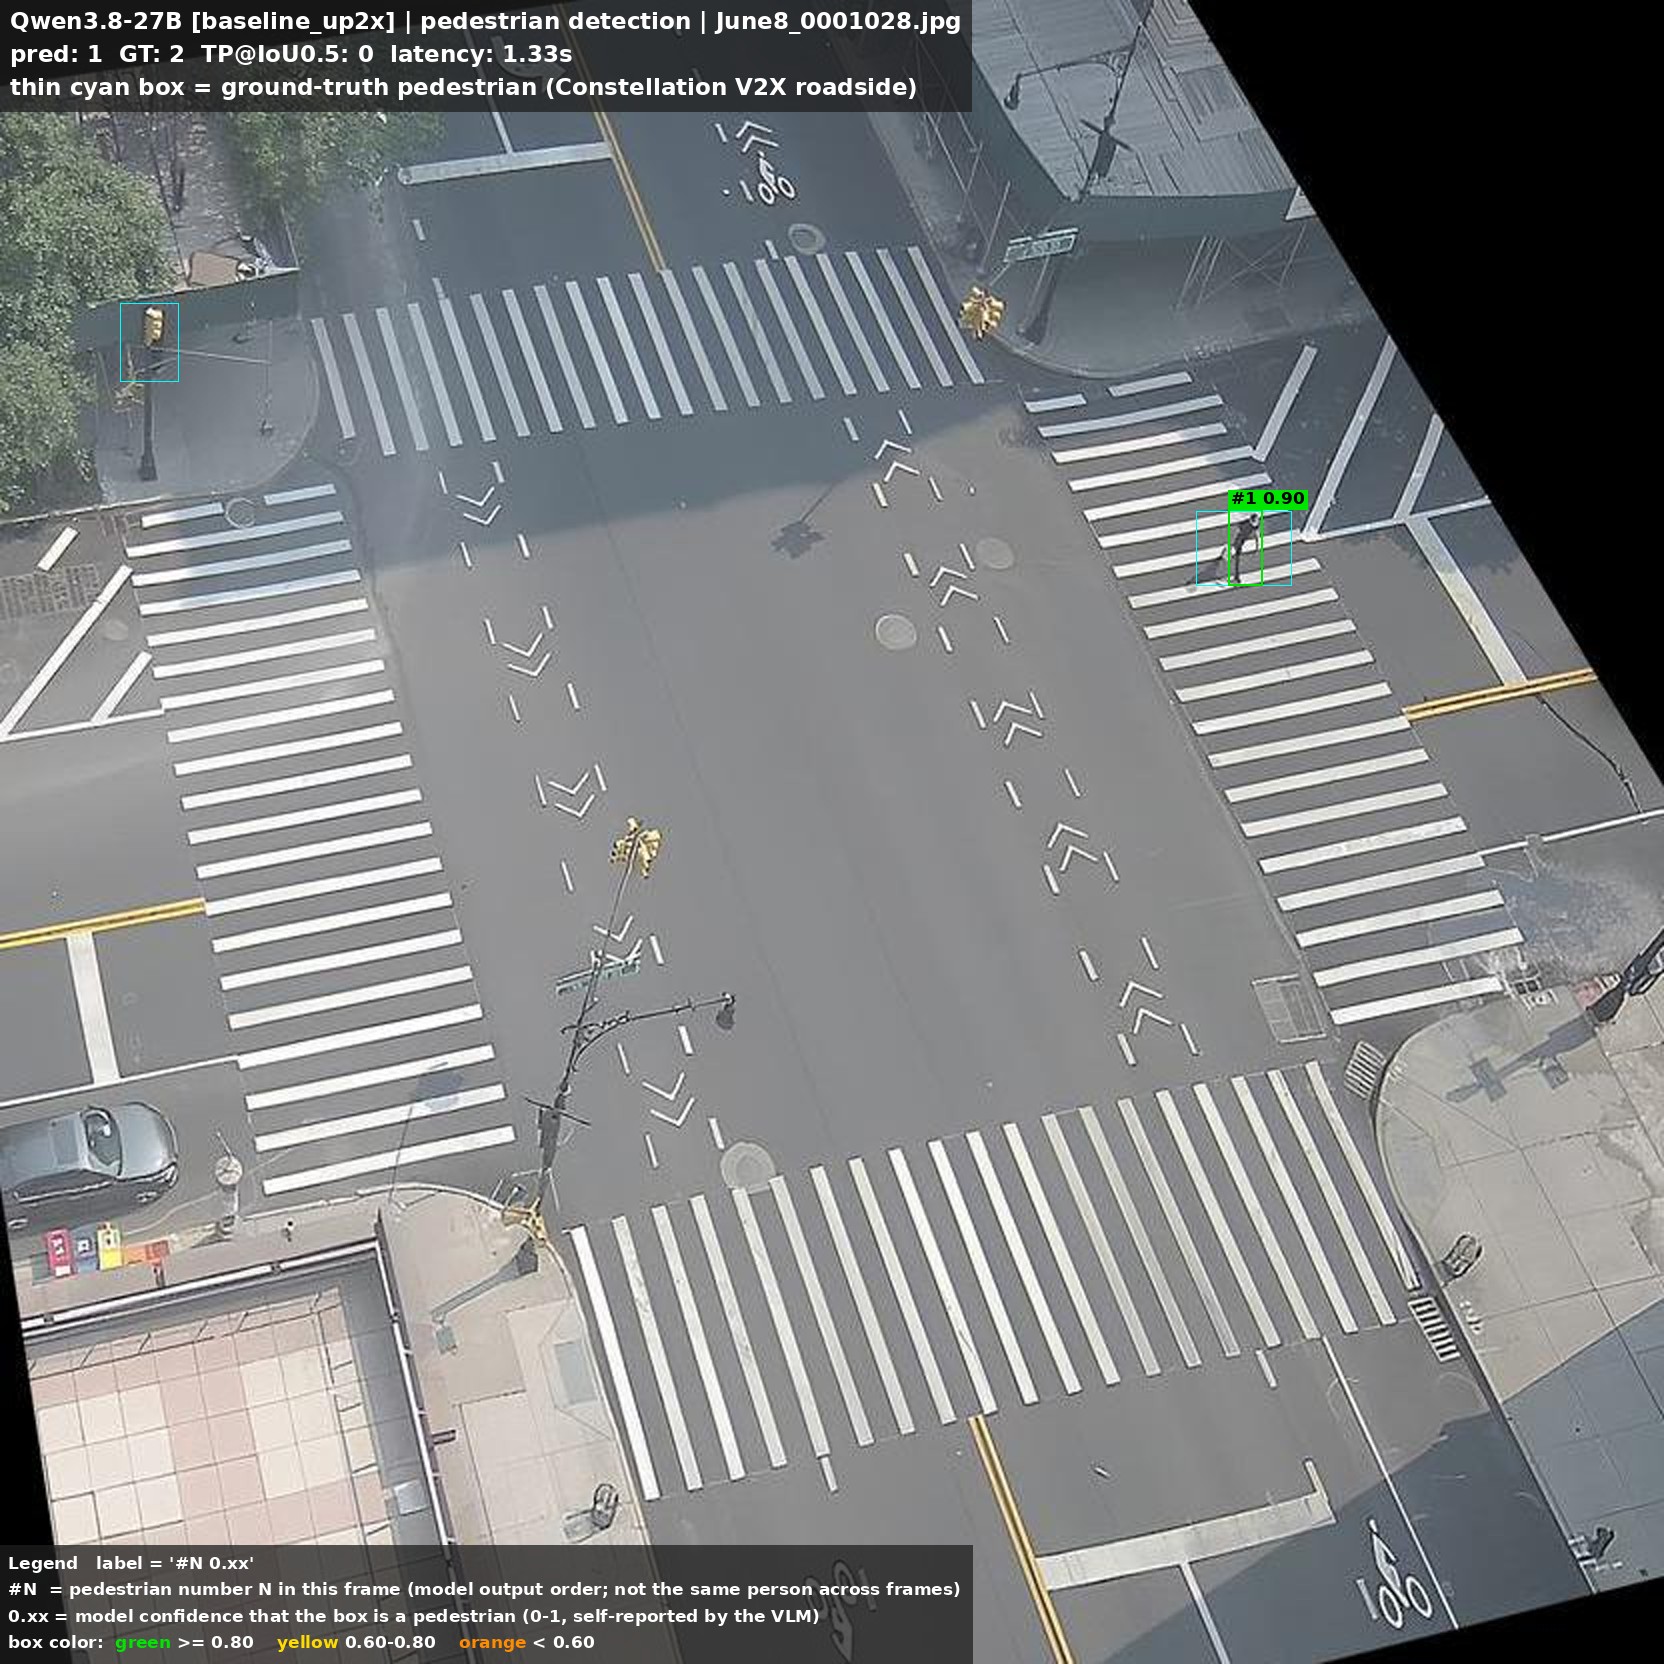 Qwen3.8-27B [baseline_up2x] | pedestrian detection | June8_0001028.jpg
pred: 1  GT: 2  TP@IoU0.5: 0  latency: 1.33s
thin cyan box = ground-truth pedestrian (Constellation V2X roadside)
#1 0.90
Legend   label = '#N 0.xx'
#N  = pedestrian number N in this frame (model output order; not the same person across frames)
0.xx = model confidence that the box is a pedestrian (0-1, self-reported by the VLM)
box color:  green >= 0.80    yellow 0.60-0.80    orange < 0.60